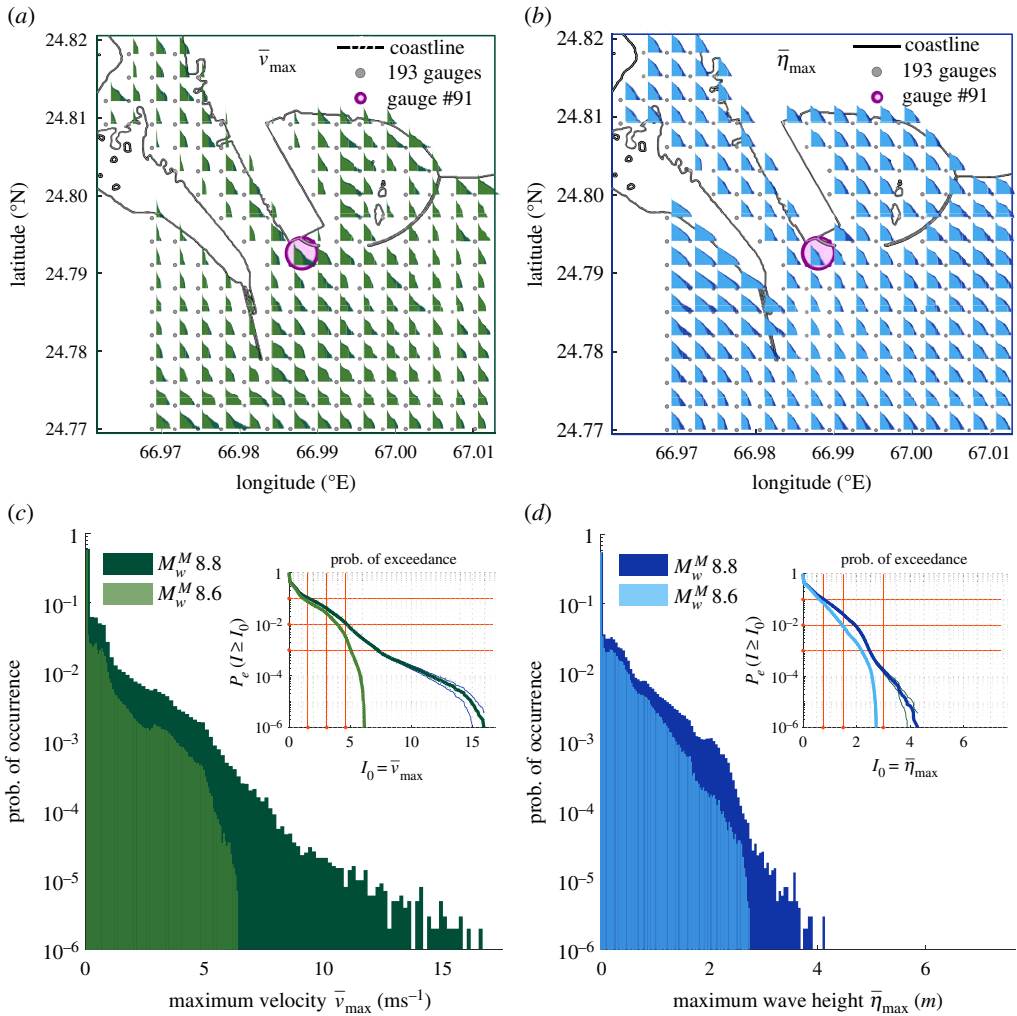 (a)
v̄max
coastline
193 gauges
gauge #91
24.82
24.81
24.80
24.79
24.78
24.77
latitude (°N)
66.97 66.98 66.99 67.00 67.01
longitude (°E)
(b)
η̄max
coastline
193 gauges
gauge #91
24.82
24.81
24.80
24.79
24.78
24.77
latitude (°N)
66.97 66.98 66.99 67.00 67.01
longitude (°E)
(c)
M_w^M 8.8
M_w^M 8.6
1
10⁻¹
10⁻²
10⁻³
10⁻⁴
10⁻⁵
10⁻⁶
prob. of occurrence
0 5 10 15
maximum velocity v̄max (ms⁻¹)
prob. of exceedance
1
10⁻²
10⁻⁴
10⁻⁶
Pe (I ≥ I0)
0 5 10 15
I0 = v̄max
(d)
M_w^M 8.8
M_w^M 8.6
1
10⁻¹
10⁻²
10⁻³
10⁻⁴
10⁻⁵
10⁻⁶
prob. of occurrence
0 2 4 6
maximum wave height η̄max (m)
prob. of exceedance
1
10⁻²
10⁻⁴
10⁻⁶
Pe (I ≥ I0)
0 2 4 6
I0 = η̄max